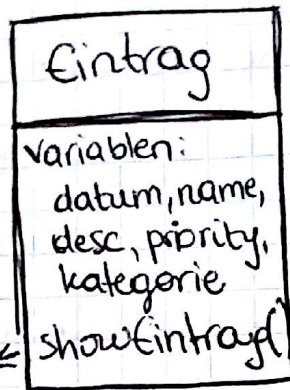 Eintrag
variablen:
datum, name,
desc, priority,
kategorie
showEintrag()